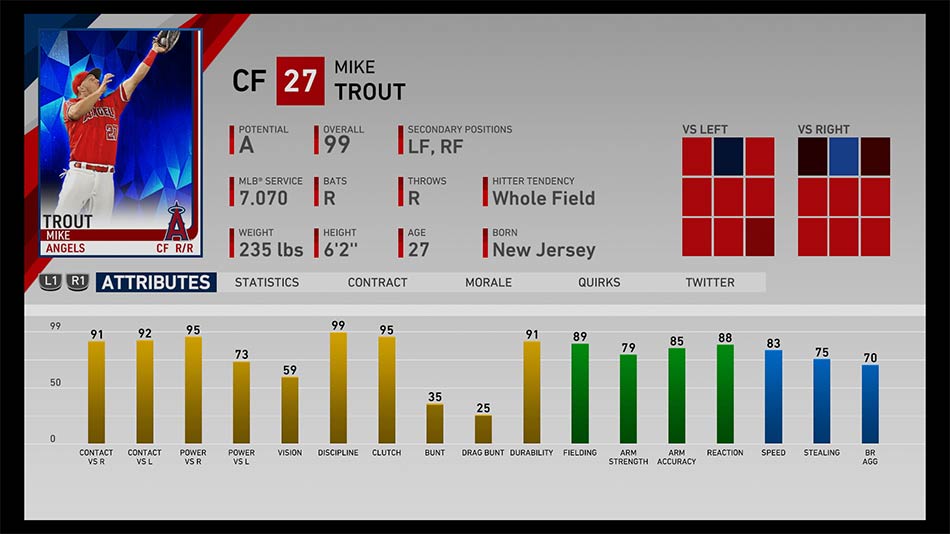 TROUT
MIKE
ANGELS CF R/R
ANGELS
27
CF 27 MIKE
TROUT
POTENTIAL OVERALL SECONDARY POSITIONS
A 99 LF, RF
MLB® SERVICE BATS THROWS HITTER TENDENCY
7.070 R R Whole Field
WEIGHT HEIGHT AGE BORN
235 lbs 6'2" 27 New Jersey
VS LEFT VS RIGHT
L1 R1 ATTRIBUTES STATISTICS CONTRACT MORALE QUIRKS TWITTER
99
50
0
91 92 95 73 59 99 95 35 25 91 89 79 85 88 83 75 70
CONTACT VS R
CONTACT VS L
POWER VS R
POWER VS L
VISION
DISCIPLINE
CLUTCH
BUNT
DRAG BUNT
DURABILITY
FIELDING
ARM STRENGTH
ARM ACCURACY
REACTION
SPEED
STEALING
BR AGG